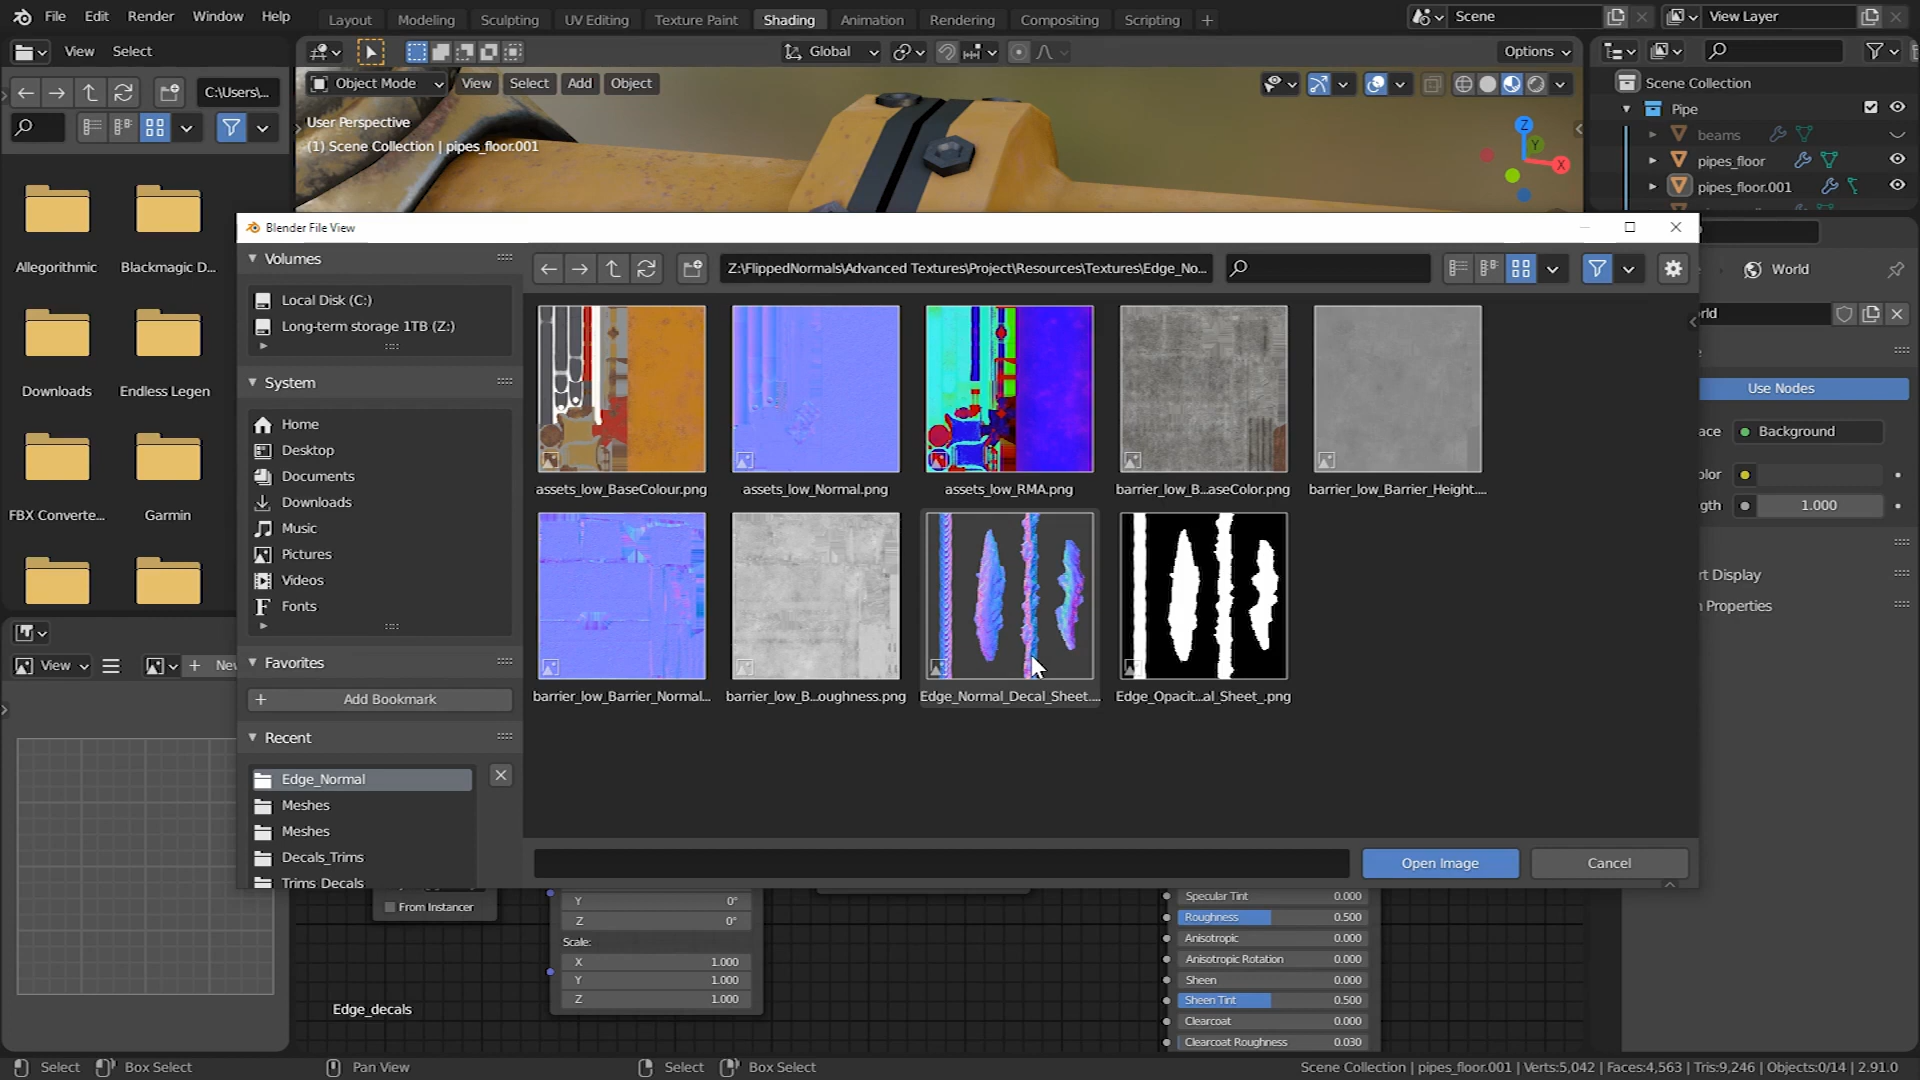 File Edit Render Window Help
Layout Modeling Sculpting UV Editing Texture Paint Shading Animation Rendering Compositing Scripting +
Scene
View Layer
View Select
Global
Options
C:\Users\...
Object Mode View Select Add Object
User Perspective
(1) Scene Collection | pipes_floor.001
Z
Y
X
Scene Collection
Pipe
beams
pipes_floor
pipes_floor.001
Allegorithmic
Blackmagic D...
Downloads
Endless Legen
FBX Converte...
Garmin
Blender File View
Volumes
Local Disk (C:)
Long-term storage 1TB (Z:)
System
Home
Desktop
Documents
Downloads
Music
Pictures
Videos
Fonts
Favorites
Add Bookmark
Recent
Edge_Normal
Meshes
Meshes
Decals_Trims
Trims_Decals
Z:\FlippedNormals\Advanced Textures\Project\Resources\Textures\Edge_No...
assets_low_BaseColour.png
assets_low_Normal.png
assets_low_RMA.png
barrier_low_B...aseColor.png
barrier_low_Barrier_Height....
barrier_low_Barrier_Normal...
barrier_low_B...oughness.png
Edge_Normal_Decal_Sheet....
Edge_Opacit...al_Sheet_.png
Open Image
Cancel
World
rld
Use Nodes
ace
Background
olor
gth
1.000
rt Display
Properties
View
+ New
From Instancer
Y 0°
Z 0°
Scale:
X 1.000
Y 1.000
Z 1.000
Edge_decals
Specular Tint 0.000
Roughness 0.500
Anisotropic 0.000
Anisotropic Rotation 0.000
Sheen 0.000
Sheen Tint 0.500
Clearcoat 0.000
Clearcoat Roughness 0.030
Select
Box Select
Pan View
Select
Box Select
Scene Collection | pipes_floor.001 | Verts:5,042 | Faces:4,563 | Tris:9,246 | Objects:0/14 | 2.91.0